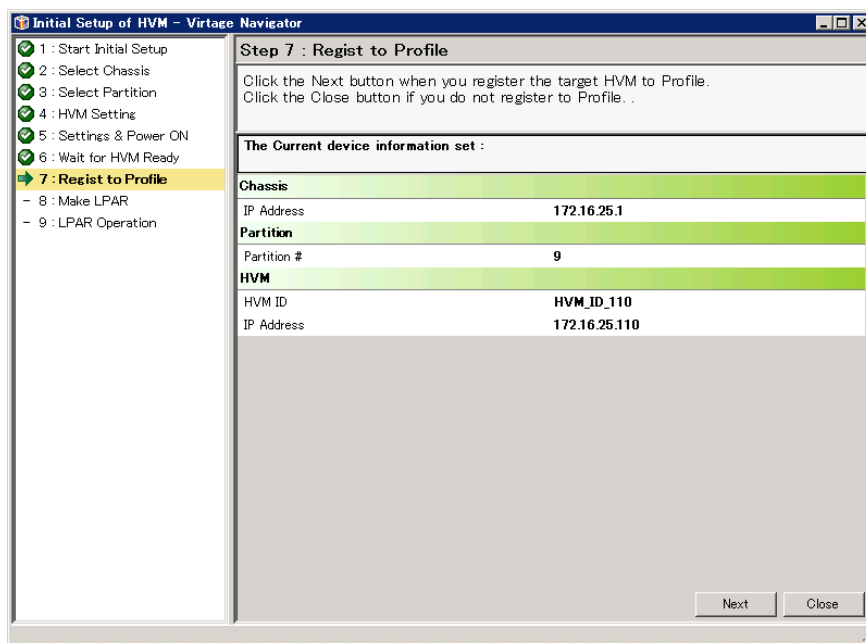 Initial Setup of HVM - Virtage Navigator
1 : Start Initial Setup
2 : Select Chassis
3 : Select Partition
4 : HVM Setting
5 : Settings & Power ON
6 : Wait for HVM Ready
7 : Regist to Profile
- 8 : Make LPAR
- 9 : LPAR Operation
Step 7 : Regist to Profile
Click the Next button when you register the target HVM to Profile.
Click the Close button if you do not register to Profile. .
The Current device information set :
Chassis
IP Address 172.16.25.1
Partition
Partition # 9
HVM
HVM ID HVM_ID_110
IP Address 172.16.25.110
Next Close